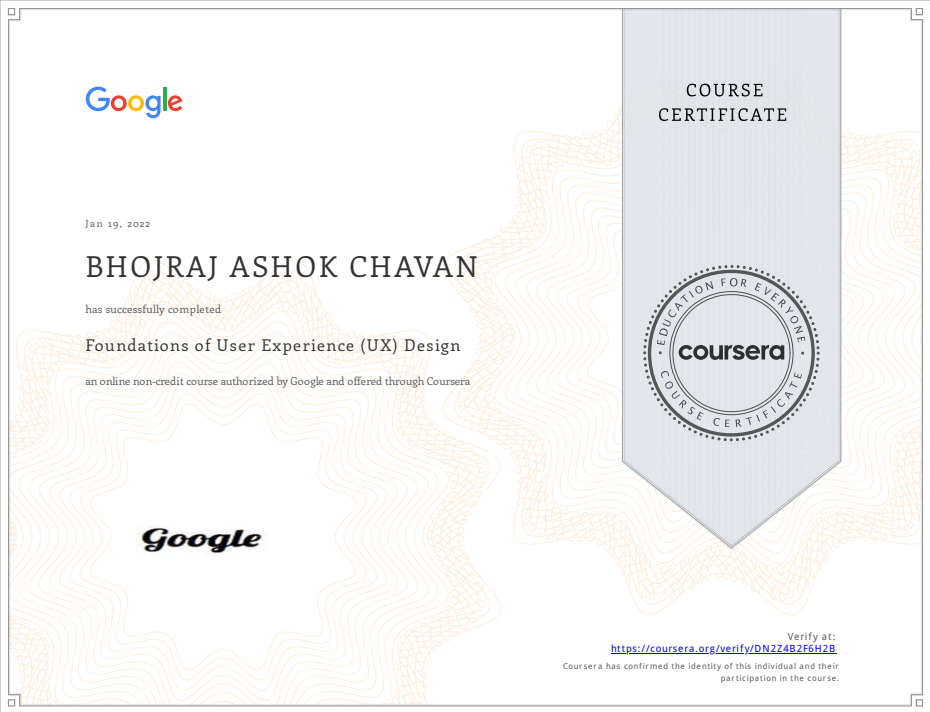 Google
COURSE
CERTIFICATE
Jan 19, 2022
BHOJRAJ ASHOK CHAVAN
has successfully completed
Foundations of User Experience (UX) Design
an online non-credit course authorized by Google and offered through Coursera
EDUCATION FOR EVERYONE
coursera
COURSE CERTIFICATE
Google
Verify at:
https://coursera.org/verify/DN2Z4B2F6H2B
Coursera has confirmed the identity of this individual and their
participation in the course.